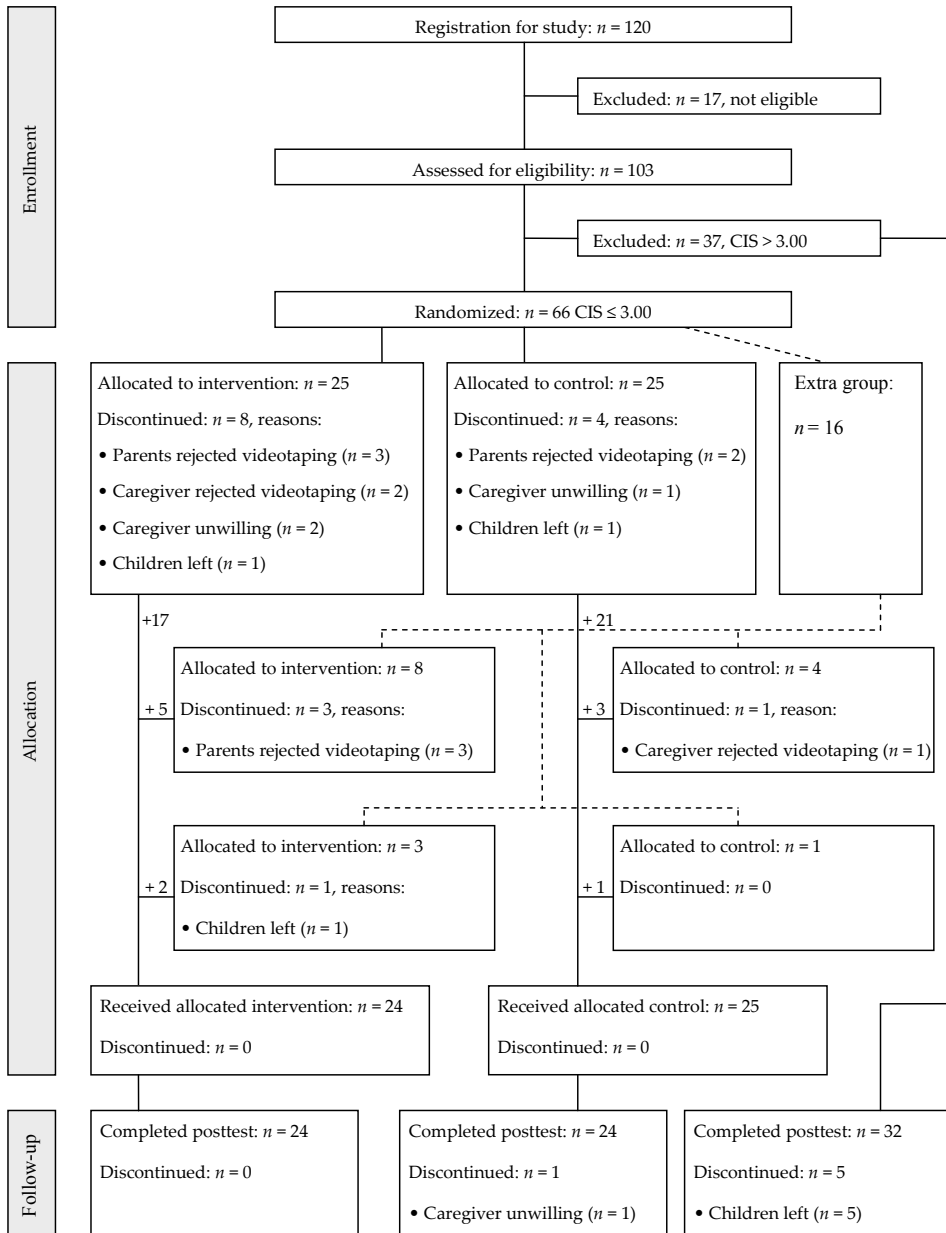 Enrollment
Registration for study: n = 120
Excluded: n = 17, not eligible
Assessed for eligibility: n = 103
Excluded: n = 37, CIS > 3.00
Randomized: n = 66 CIS ≤ 3.00
Allocation
Allocated to intervention: n = 25
Discontinued: n = 8, reasons:
• Parents rejected videotaping (n = 3)
• Caregiver rejected videotaping (n = 2)
• Caregiver unwilling (n = 2)
• Children left (n = 1)
Allocated to control: n = 25
Discontinued: n = 4, reasons:
• Parents rejected videotaping (n = 2)
• Caregiver unwilling (n = 1)
• Children left (n = 1)
Extra group:
n = 16
+17
+ 21
Allocated to intervention: n = 8
Discontinued: n = 3, reasons:
• Parents rejected videotaping (n = 3)
+ 5
Allocated to control: n = 4
Discontinued: n = 1, reason:
• Caregiver rejected videotaping (n = 1)
+ 3
Allocated to intervention: n = 3
Discontinued: n = 1, reasons:
• Children left (n = 1)
+ 2
Allocated to control: n = 1
Discontinued: n = 0
+ 1
Received allocated intervention: n = 24
Discontinued: n = 0
Received allocated control: n = 25
Discontinued: n = 0
Follow-up
Completed posttest: n = 24
Discontinued: n = 0
Completed posttest: n = 24
Discontinued: n = 1
• Caregiver unwilling (n = 1)
Completed posttest: n = 32
Discontinued: n = 5
• Children left (n = 5)